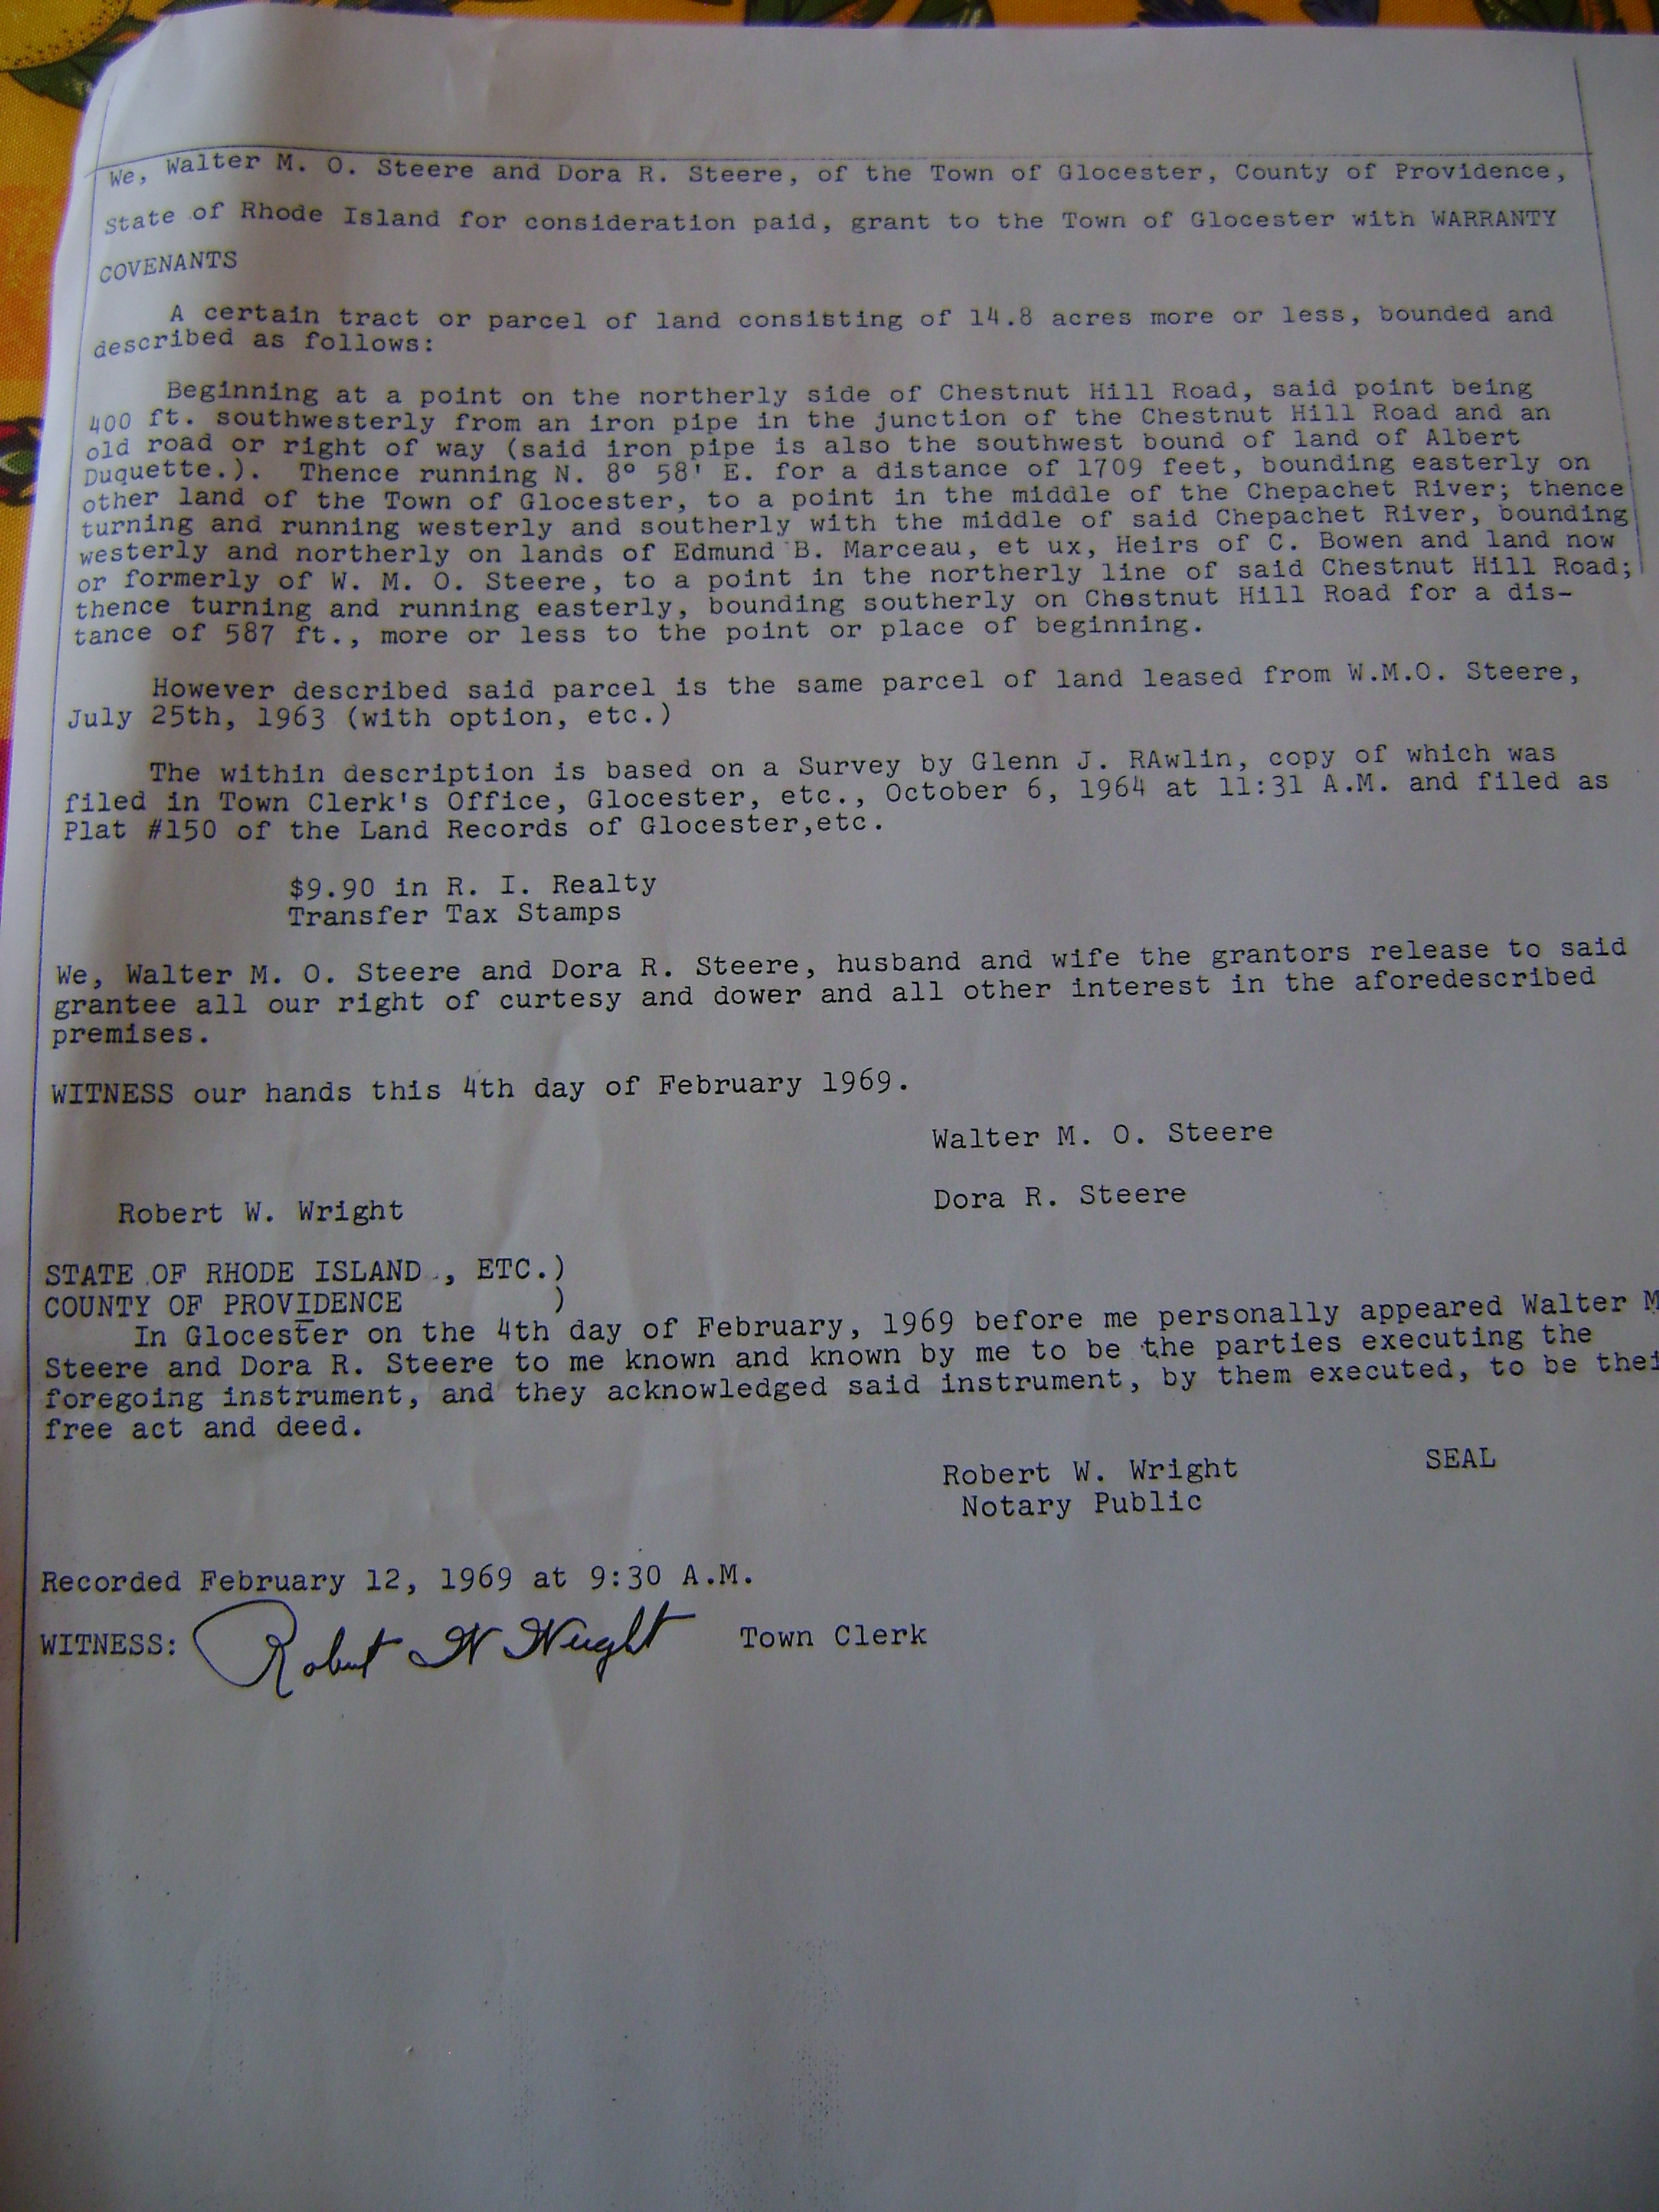 We, Walter M. O. Steere and Dora R. Steere, of the Town of Glocester, County of Providence,
State of Rhode Island for consideration paid, grant to the Town of Glocester with WARRANTY
COVENANTS
A certain tract or parcel of land consisting of 14.8 acres more or less, bounded and
described as follows:
Beginning at a point on the northerly side of Chestnut Hill Road, said point being
400 ft. southwesterly from an iron pipe in the junction of the Chestnut Hill Road and an
old road or right of way (said iron pipe is also the southwest bound of land of Albert
Duquette.). Thence running N. 8° 58' E. for a distance of 1709 feet, bounding easterly on
other land of the Town of Glocester, to a point in the middle of the Chepachet River; thence
turning and running westerly and southerly with the middle of said Chepachet River, bounding
westerly and northerly on lands of Edmund B. Marceau, et ux, Heirs of C. Bowen and land now
or formerly of W. M. O. Steere, to a point in the northerly line of said Chestnut Hill Road;
thence turning and running easterly, bounding southerly on Chestnut Hill Road for a dis-
tance of 587 ft., more or less to the point or place of beginning.
However described said parcel is the same parcel of land leased from W.M.O. Steere,
July 25th, 1963 (with option, etc.)
The within description is based on a Survey by Glenn J. RAwlin, copy of which was
filed in Town Clerk's Office, Glocester, etc., October 6, 1964 at 11:31 A.M. and filed as
Plat #150 of the Land Records of Glocester,etc.
$9.90 in R. I. Realty
Transfer Tax Stamps
We, Walter M. O. Steere and Dora R. Steere, husband and wife the grantors release to said
grantee all our right of curtesy and dower and all other interest in the aforedescribed
premises.
WITNESS our hands this 4th day of February 1969.
Walter M. O. Steere
Robert W. Wright Dora R. Steere
STATE OF RHODE ISLAND , ETC.)
COUNTY OF PROVIDENCE )
In Glocester on the 4th day of February, 1969 before me personally appeared Walter M
Steere and Dora R. Steere to me known and known by me to be the parties executing the
foregoing instrument, and they acknowledged said instrument, by them executed, to be thei
free act and deed.
Robert W. Wright SEAL
Notary Public
Recorded February 12, 1969 at 9:30 A.M.
WITNESS: Robert W Wright Town Clerk